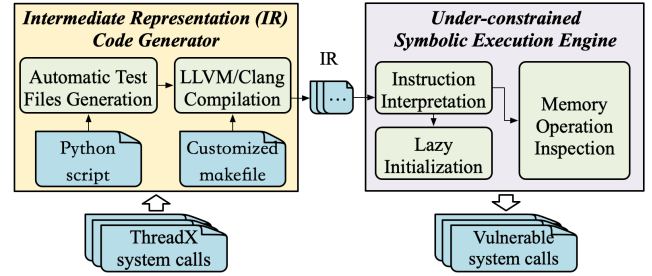 Intermediate Representation (IR)
Code Generator
Automatic Test
Files Generation
LLVM/Clang
Compilation
Python
script
Customized
makefile
ThreadX
system calls
IR
...
Under-constrained
Symbolic Execution Engine
Instruction
Interpretation
Lazy
Initialization
Memory
Operation
Inspection
Vulnerable
system calls